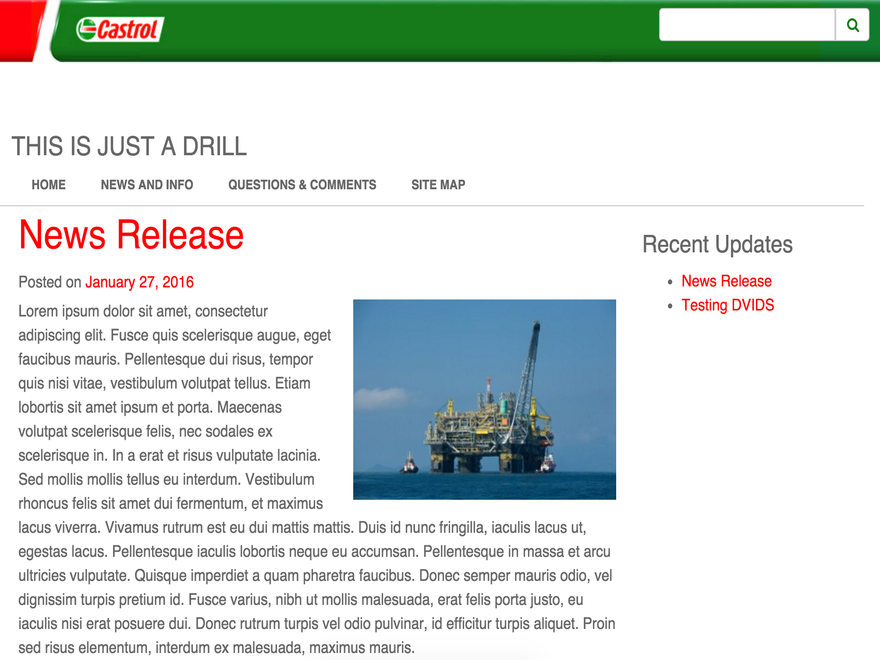 Castrol
THIS IS JUST A DRILL
HOME NEWS AND INFO QUESTIONS & COMMENTS SITE MAP
News Release
Posted on January 27, 2016
Lorem ipsum dolor sit amet, consectetur
adipiscing elit. Fusce quis scelerisque augue, eget
faucibus mauris. Pellentesque dui risus, tempor
quis nisi vitae, vestibulum volutpat tellus. Etiam
lobortis sit amet ipsum et porta. Maecenas
volutpat scelerisque felis, nec sodales ex
scelerisque in. In a erat et risus vulputate lacinia.
Sed mollis mollis tellus eu interdum. Vestibulum
rhoncus felis sit amet dui fermentum, et maximus
lacus viverra. Vivamus rutrum est eu dui mattis mattis. Duis id nunc fringilla, iaculis lacus ut,
egestas lacus. Pellentesque iaculis lobortis neque eu accumsan. Pellentesque in massa et arcu
ultricies vulputate. Quisque imperdiet a quam pharetra faucibus. Donec semper mauris odio, vel
dignissim turpis pretium id. Fusce varius, nibh ut mollis malesuada, erat felis porta justo, eu
iaculis nisi erat posuere dui. Donec rutrum turpis vel odio pulvinar, id efficitur turpis aliquet. Proin
sed risus elementum, interdum ex malesuada, maximus mauris.
Recent Updates
News Release
Testing DVIDS